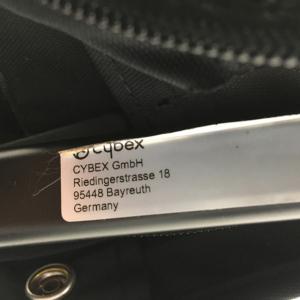 cybex
CYBEX GmbH
Riedingerstrasse 18
95448 Bayreuth
Germany